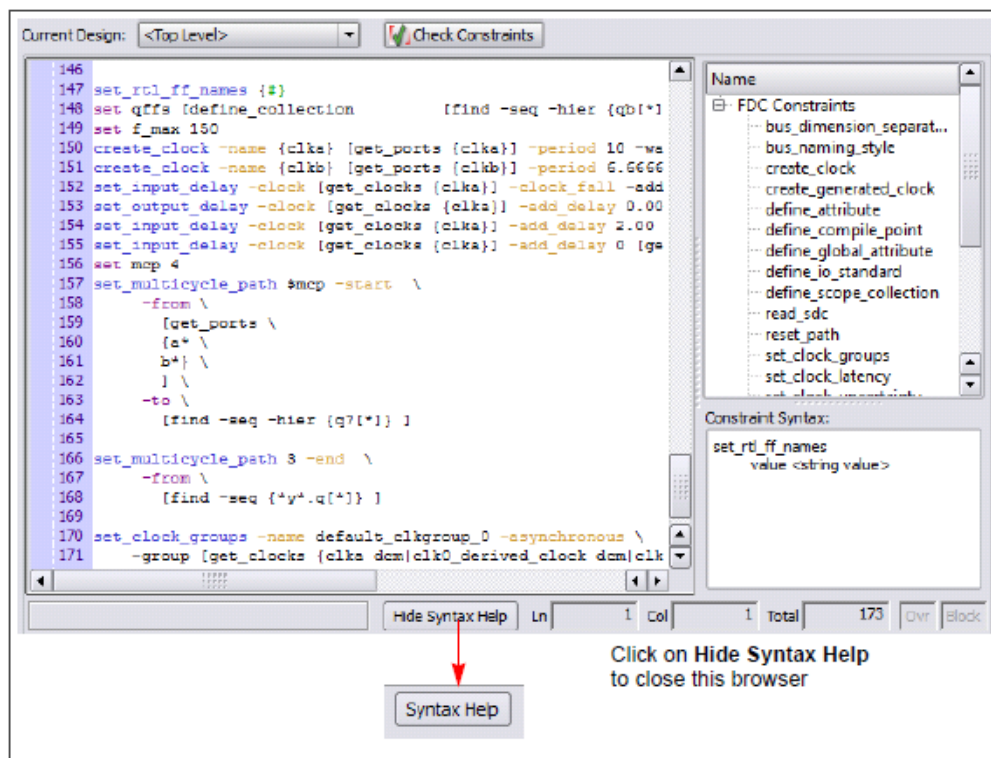 Current Design: <Top Level> Check Constraints
146
147 set_rtl_ff_names {#}
148 set qffs [define_collection [find -seq -hier {qb[*]
149 set f_max 150
150 create_clock -name {clka} [get_ports {clka}] -period 10 -wa
151 create_clock -name {clkb} [get_ports {clkb}] -period 6.6666
152 set_input_delay -clock [get_clocks {clka}] -clock_fall -add
153 set_output_delay -clock [get_clocks {clka}] -add_delay 0.00
154 set_input_delay -clock [get_clocks {clka}] -add_delay 2.00
155 set_input_delay -clock [get_clocks {clka}] -add_delay 0 [ge
156 set mcp 4
157 set_multicycle_path $mcp -start \
158 -from \
159 [get_ports \
160 {a* \
161 b*} \
162 ] \
163 -to \
164 [find -seq -hier {q?[*]} ]
165
166 set_multicycle_path 3 -end \
167 -from \
168 [find -seq {*y*.q[*]} ]
169
170 set_clock_groups -name default_clkgroup_0 -asynchronous \
171 -group [get_clocks {clka dcm|clk0_derived_clock dcm|clk
Name
FDC Constraints
bus_dimension_separat...
bus_naming_style
create_clock
create_generated_clock
define_attribute
define_compile_point
define_global_attribute
define_io_standard
define_scope_collection
read_sdc
reset_path
set_clock_groups
set_clock_latency
set_clock_uncertainty
Constraint Syntax:
set_rtl_ff_names
value <string value>
Hide Syntax Help Ln 1 Col 1 Total 173 Ovr Block
Click on Hide Syntax Help
to close this browser
Syntax Help